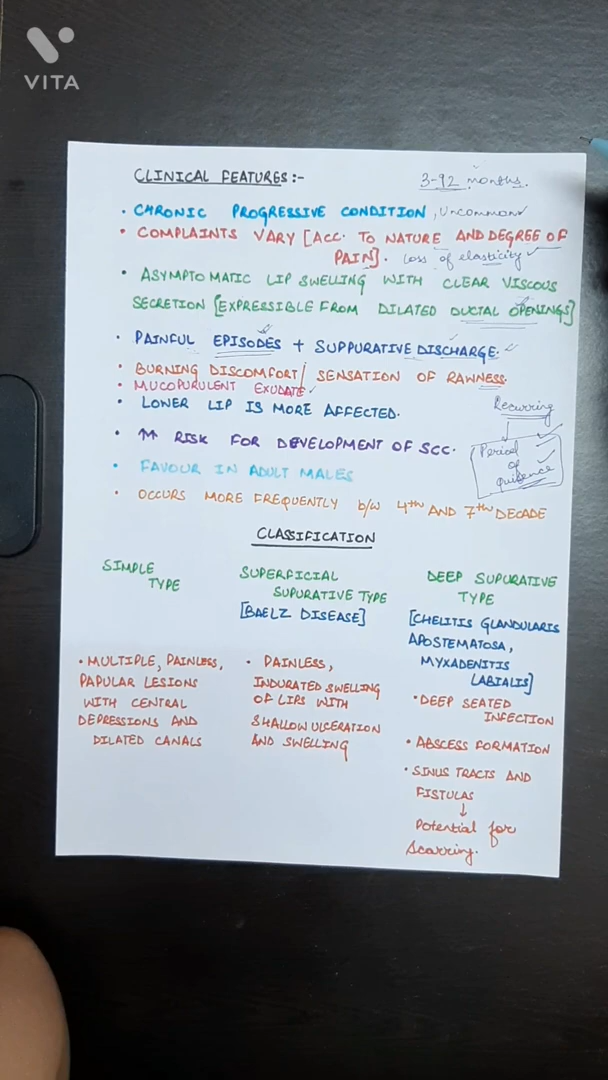 VITA
CLINICAL FEATURES:-
3-92 months.
• CHRONIC PROGRESSIVE CONDITION, Uncommon
• COMPLAINTS VARY [ACC. TO NATURE AND DEGREE OF
PAIN]. Loss of elasticity
• ASYMPTOMATIC LIP SWELLING WITH CLEAR VISCOUS
SECRETION [EXPRESSIBLE FROM DILATED DUCTAL OPENINGS]
• PAINFUL EPISODES + SUPPURATIVE DISCHARGE.
• BURNING DISCOMFORT/ SENSATION OF RAWNESS.
• MUCOPURULENT EXUDATE
• LOWER LIP IS MORE AFFECTED.
Recurring
• ↑↑ RISK FOR DEVELOPMENT OF SCC.
Period
of
quiscence
• FAVOUR IN ADULT MALES
• OCCURS MORE FREQUENTLY b/w 4TH AND 7TH DECADE
CLASSIFICATION
SIMPLE
TYPE
• MULTIPLE, PAINLESS,
PAPULAR LESIONS
WITH CENTRAL
DEPRESSIONS AND
DILATED CANALS
SUPERFICIAL
SUPURATIVE TYPE
[BAELZ DISEASE]
• PAINLESS,
INDURATED SWELLING
OF LIPS WITH
SHALLOW ULCERATION
AND SWELLING
DEEP SUPURATIVE
TYPE
[CHELITIS GLANDULARIS
APOSTEMATOSA,
MYXADENITIS
LABIALIS]
• DEEP SEATED
INFECTION
• ABSCESS FORMATION
• SINUS TRACTS AND
FISTULAS
↓
Potential for
Scarring.